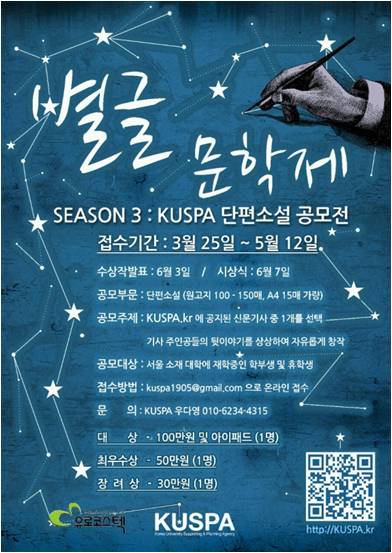 별글
문학제
SEASON 3 : KUSPA 단편소설 공모전
접수기간 : 3월 25일 ~ 5월 12일
수상작발표 : 6월 3일 / 시상식 : 6월 7일
공모부문 : 단편소설 (원고지 100 - 150매, A4 15매 가량)
공모주제 : KUSPA.kr 에 공지된 신문기사 중 1개를 선택
기사 주인공들의 뒷이야기를 상상하여 자유롭게 창작
공모대상 : 서울 소재 대학에 재학중인 학부생 및 휴학생
접수방법 : kuspa1905@gmail.com 으로 온라인 접수
문 의 : KUSPA 우다영 010-6234-4315
대 상 - 100만원 및 아이패드 (1명)
최우수상 - 50만원 (1명)
장 려 상 - 30만원 (1명)
유로코스텍
KUSPA
Korea University Supporting & Planning Agency
http://KUSPA.kr